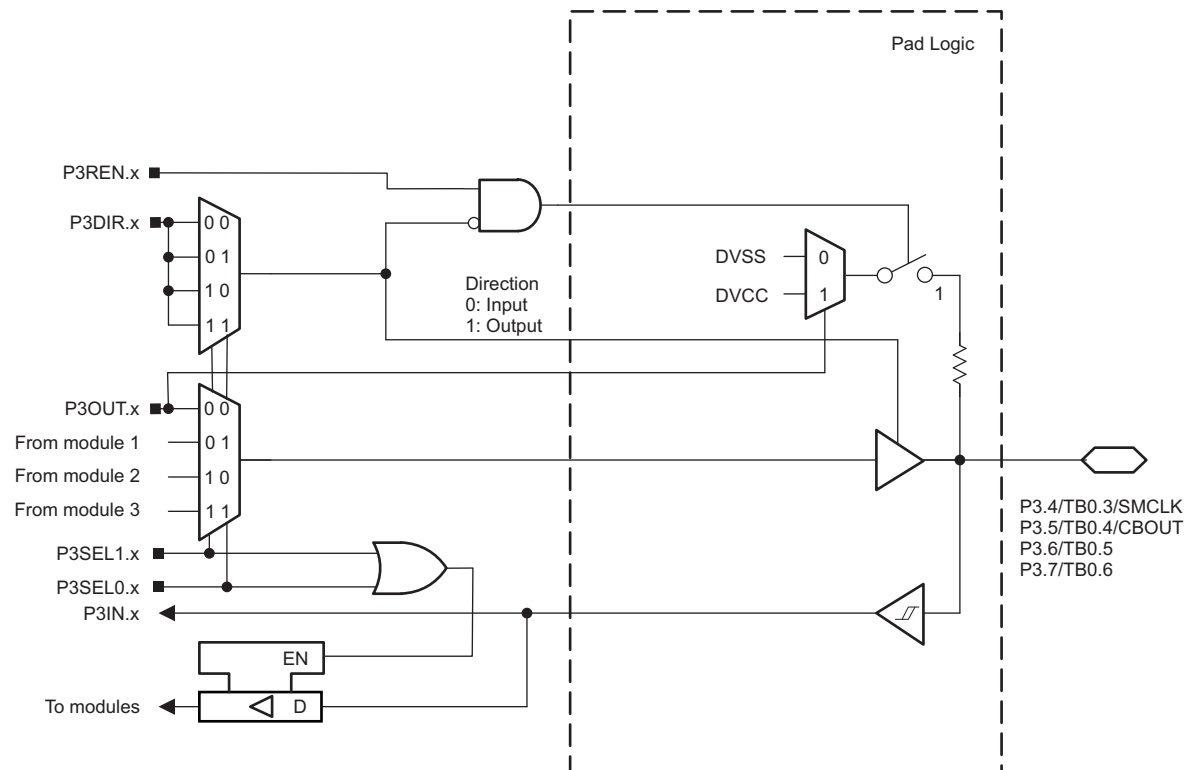 Pad Logic
P3REN.x
P3DIR.x
0 0
0 1
1 0
1 1
Direction
0: Input
1: Output
DVSS
DVCC
0
1
1
P3OUT.x
From module 1
From module 2
From module 3
0 0
0 1
1 0
1 1
P3SEL1.x
P3SEL0.x
P3IN.x
EN
D
To modules
P3.4/TB0.3/SMCLK
P3.5/TB0.4/CBOUT
P3.6/TB0.5
P3.7/TB0.6